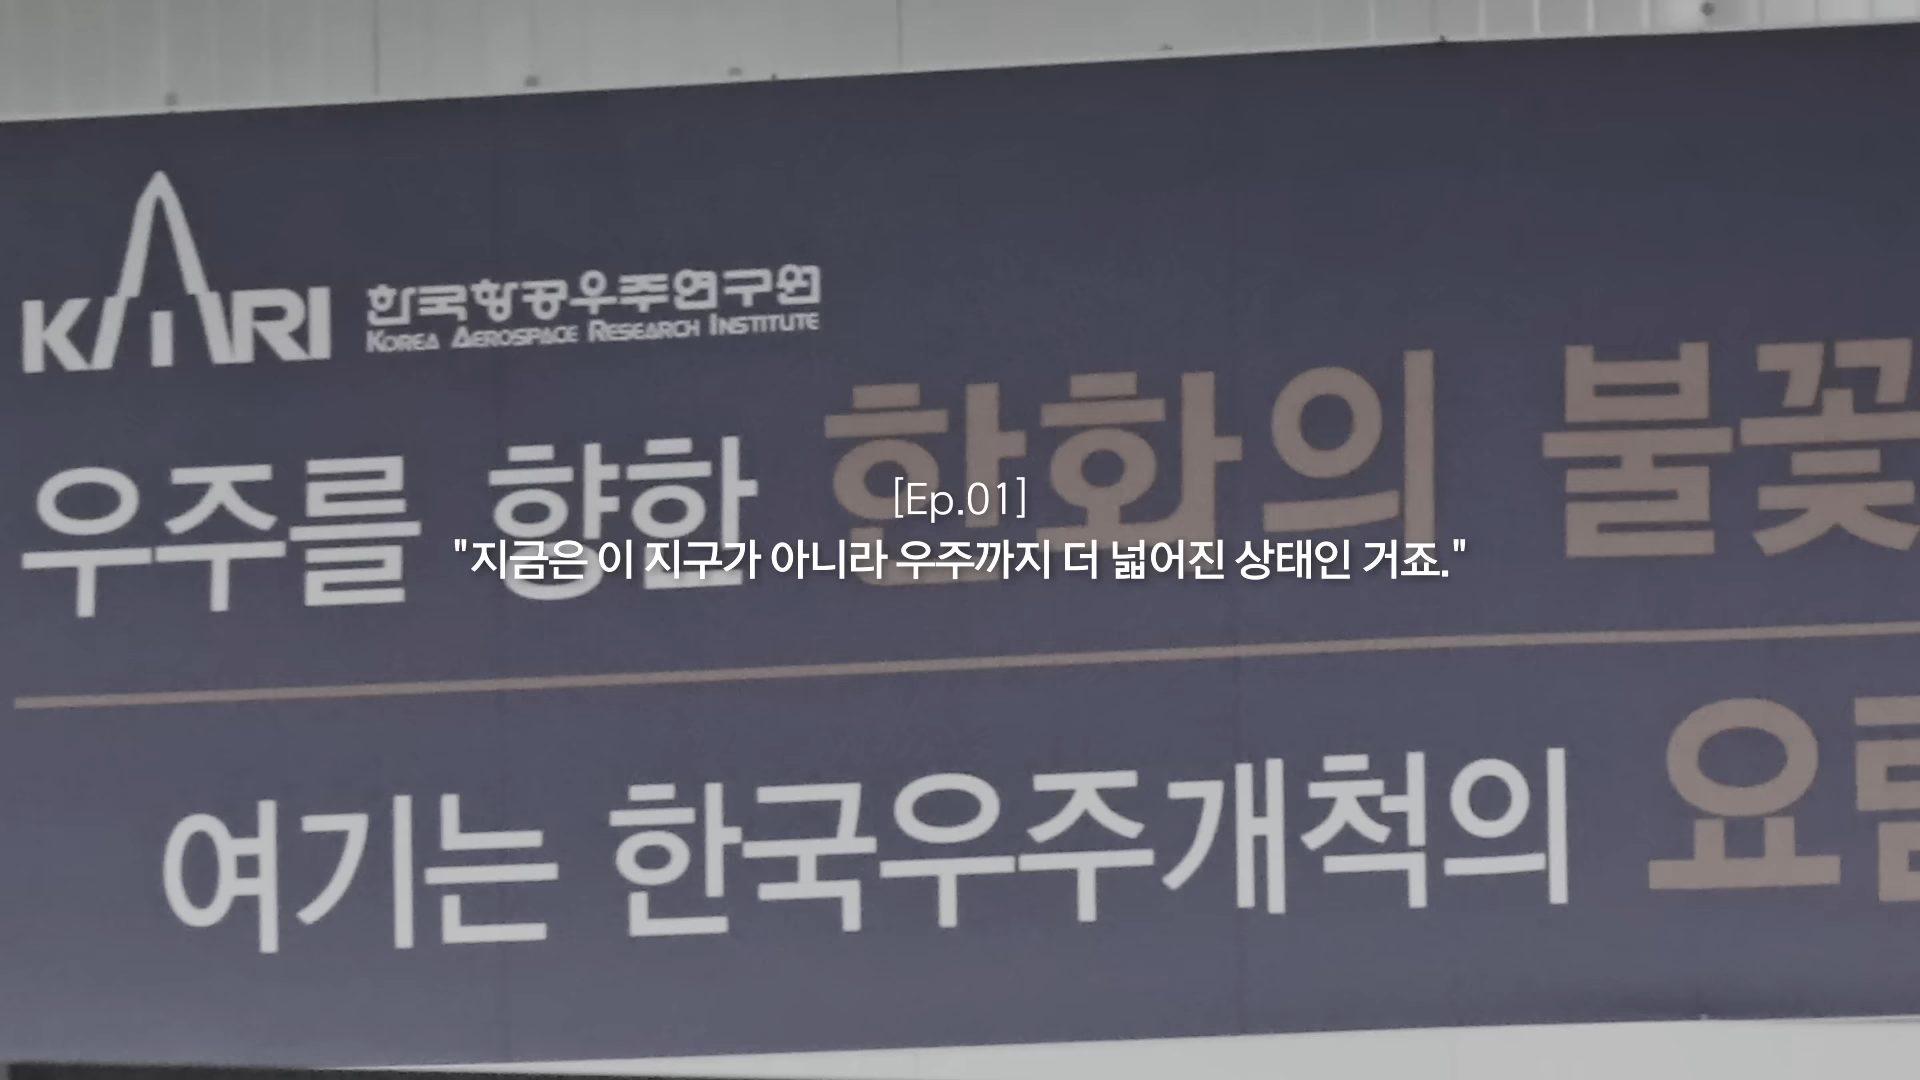 KARI 한국항공우주연구원
KOREA AEROSPACE RESEARCH INSTITUTE
우주를 향한 한화의 불꽃
[Ep.01]
"지금은 이 지구가 아니라 우주까지 더 넓어진 상태인 거죠."
여기는 한국우주개척의 요람